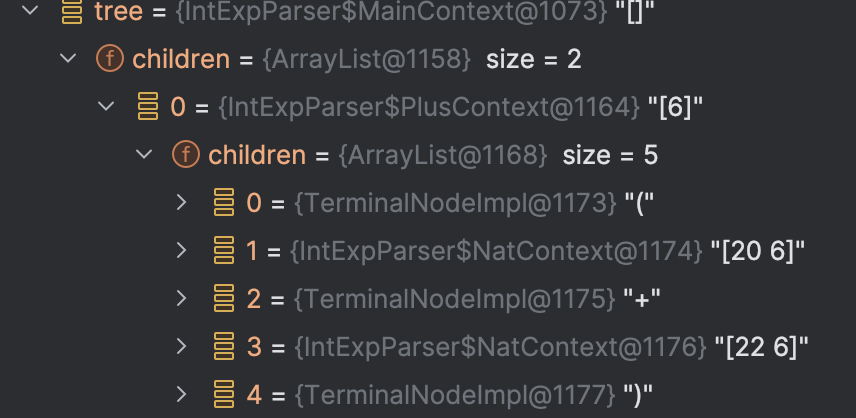 tree = {IntExpParser$MainContext@1073} "[]"
f children = {ArrayList@1158} size = 2
0 = {IntExpParser$PlusContext@1164} "[6]"
f children = {ArrayList@1168} size = 5
0 = {TerminalNodeImpl@1173} "("
1 = {IntExpParser$NatContext@1174} "[20 6]"
2 = {TerminalNodeImpl@1175} "+"
3 = {IntExpParser$NatContext@1176} "[22 6]"
4 = {TerminalNodeImpl@1177} ")"